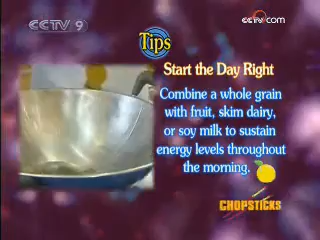 CCTV 9
CCTV.com
Tips
Start the Day Right
Combine a whole grain
with fruit, skim dairy,
or soy milk to sustain
energy levels throughout
the morning.
CHOPSTICKS